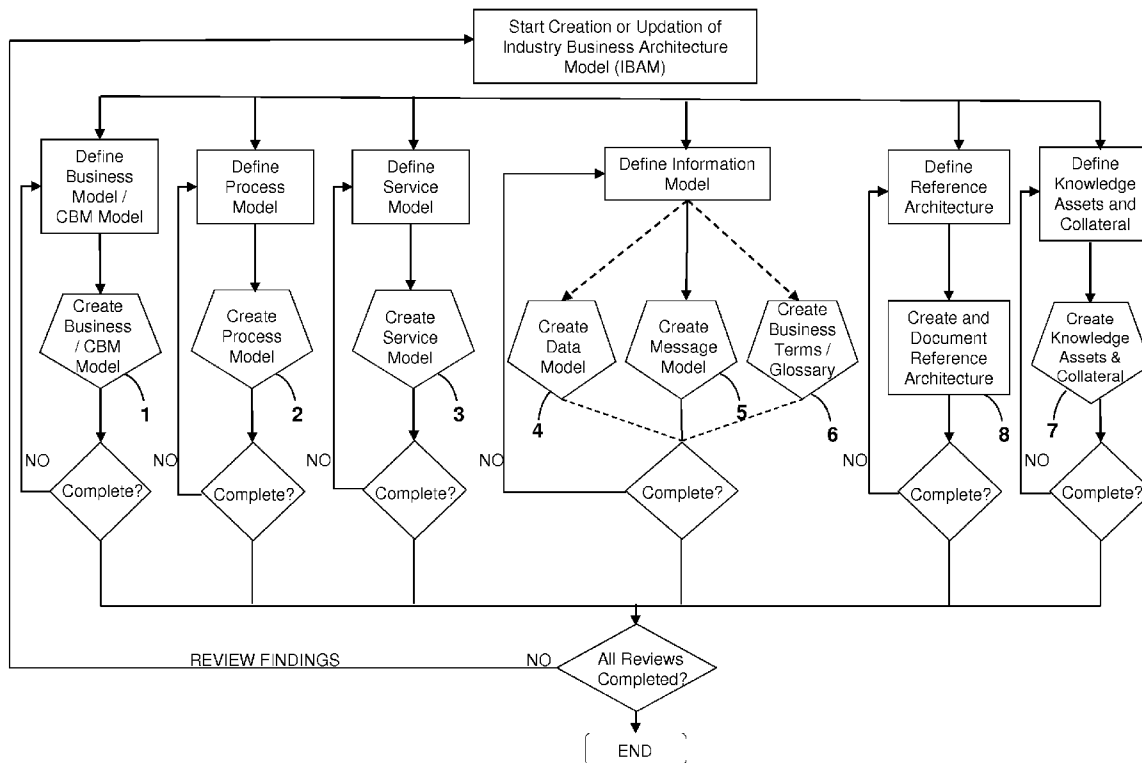 Start Creation or Updation of
Industry Business Architecture
Model (IBAM)
Define
Business
Model /
CBM Model
Define
Process
Model
Define
Service
Model
Define Information
Model
Define
Reference
Architecture
Define
Knowledge
Assets and
Collateral
Create
Business
/ CBM
Model
1
Create
Process
Model
2
Create
Service
Model
3
Create
Data
Model
4
Create
Message
Model
5
Create
Business
Terms /
Glossary
6
Create and
Document
Reference
Architecture
8
Create
Knowledge
Assets &
Collateral
7
NO
Complete?
NO
Complete?
NO
Complete?
NO
Complete?
NO
Complete?
NO
Complete?
REVIEW FINDINGS
NO
All Reviews
Completed?
END